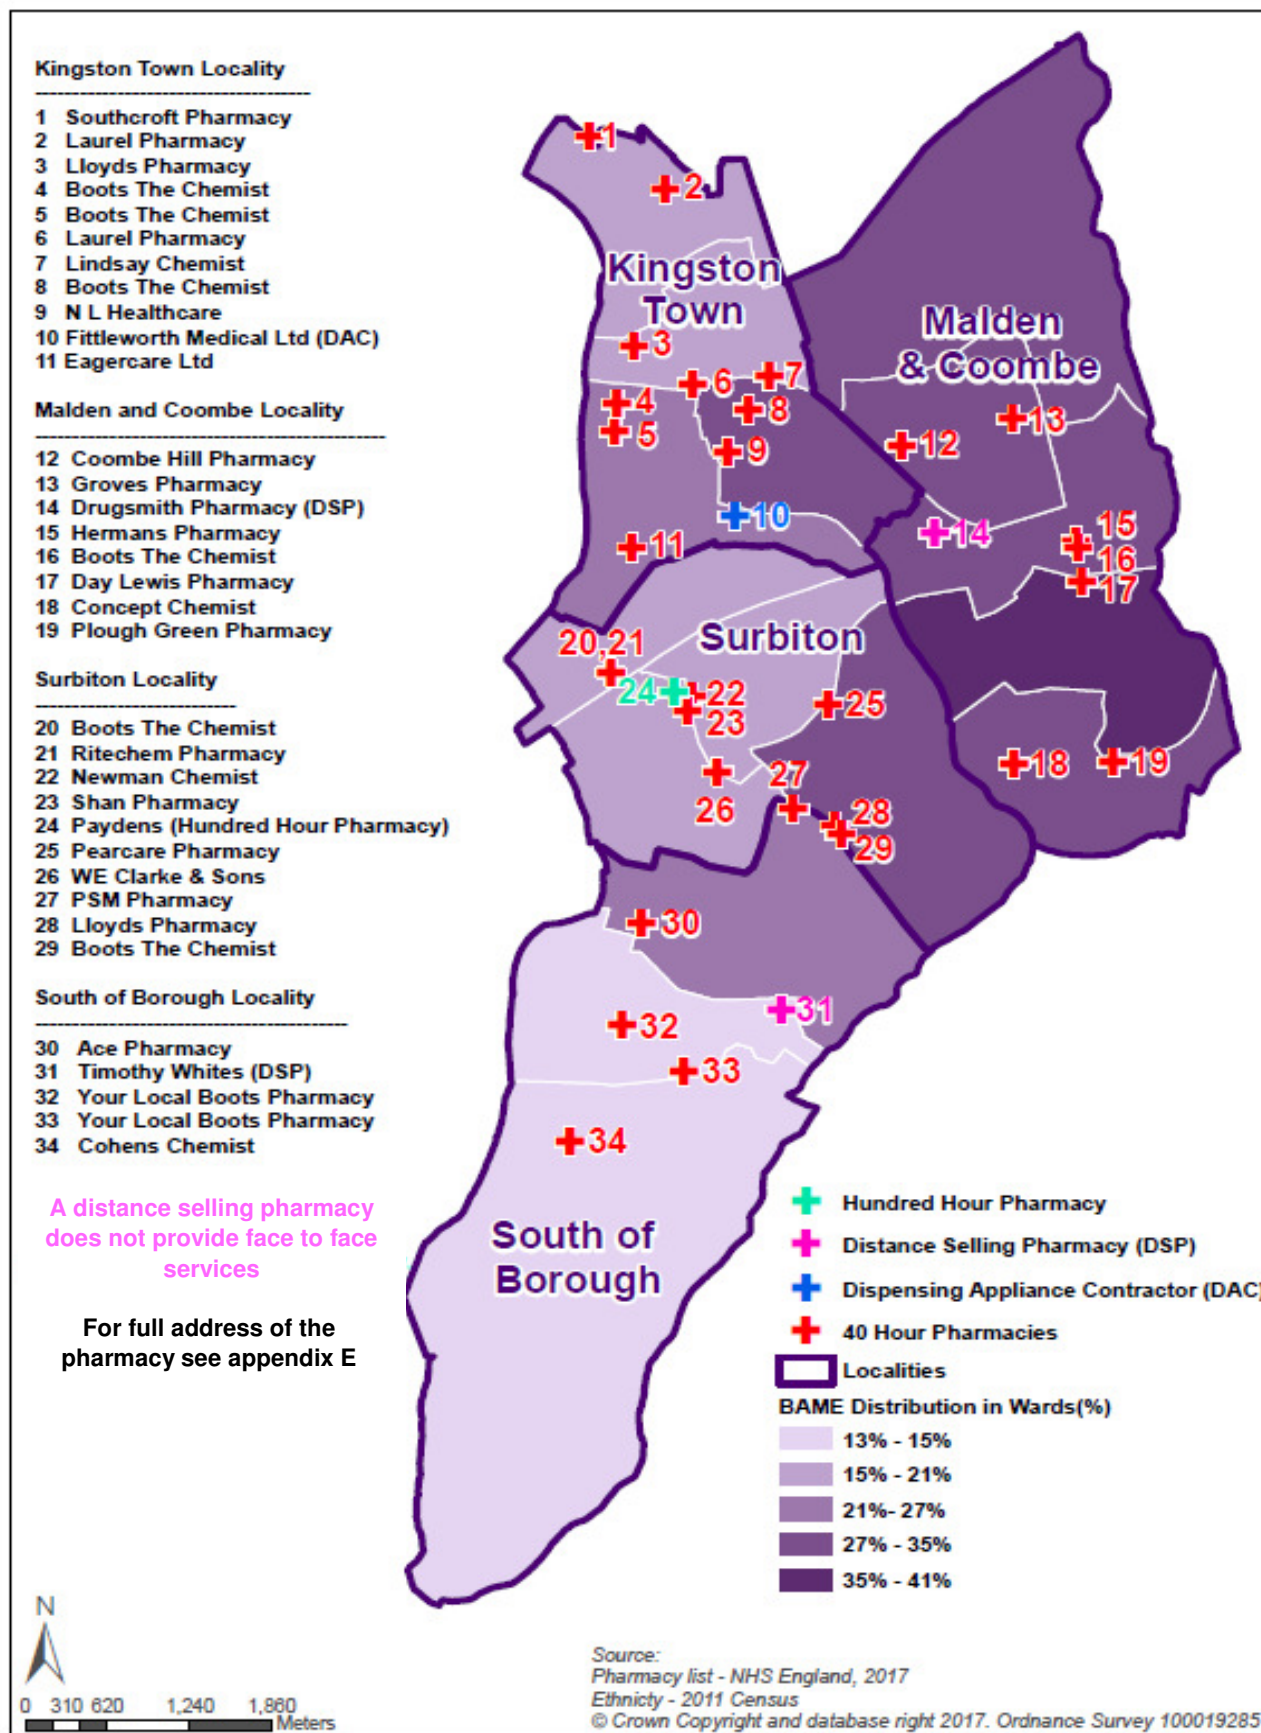 Kingston Town Locality
1 Southcroft Pharmacy
2 Laurel Pharmacy
3 Lloyds Pharmacy
4 Boots The Chemist
5 Boots The Chemist
6 Laurel Pharmacy
7 Lindsay Chemist
8 Boots The Chemist
9 N L Healthcare
10 Fittleworth Medical Ltd (DAC)
11 Eagercare Ltd
Malden and Coombe Locality
12 Coombe Hill Pharmacy
13 Groves Pharmacy
14 Drugsmith Pharmacy (DSP)
15 Hermans Pharmacy
16 Boots The Chemist
17 Day Lewis Pharmacy
18 Concept Chemist
19 Plough Green Pharmacy
Surbiton Locality
20 Boots The Chemist
21 Ritechem Pharmacy
22 Newman Chemist
23 Shan Pharmacy
24 Paydens (Hundred Hour Pharmacy)
25 Pearcare Pharmacy
26 WE Clarke & Sons
27 PSM Pharmacy
28 Lloyds Pharmacy
29 Boots The Chemist
South of Borough Locality
30 Ace Pharmacy
31 Timothy Whites (DSP)
32 Your Local Boots Pharmacy
33 Your Local Boots Pharmacy
34 Cohens Chemist
A distance selling pharmacy
does not provide face to face
services
For full address of the
pharmacy see appendix E
1
2
Kingston
Town
3
6
7
4
8
5
9
10
11
Malden
& Coombe
13
12
14
15
16
17
18
19
Surbiton
20,21
24
22
23
25
26
27
28
29
30
31
32
33
34
South of
Borough
Hundred Hour Pharmacy
Distance Selling Pharmacy (DSP)
Dispensing Appliance Contractor (DAC)
40 Hour Pharmacies
Localities
BAME Distribution in Wards(%)
13% - 15%
15% - 21%
21%- 27%
27% - 35%
35% - 41%
N
0 310 620 1,240 1,860
Meters
Source:
Pharmacy list - NHS England, 2017
Ethnicty - 2011 Census
© Crown Copyright and database right 2017. Ordnance Survey 100019285